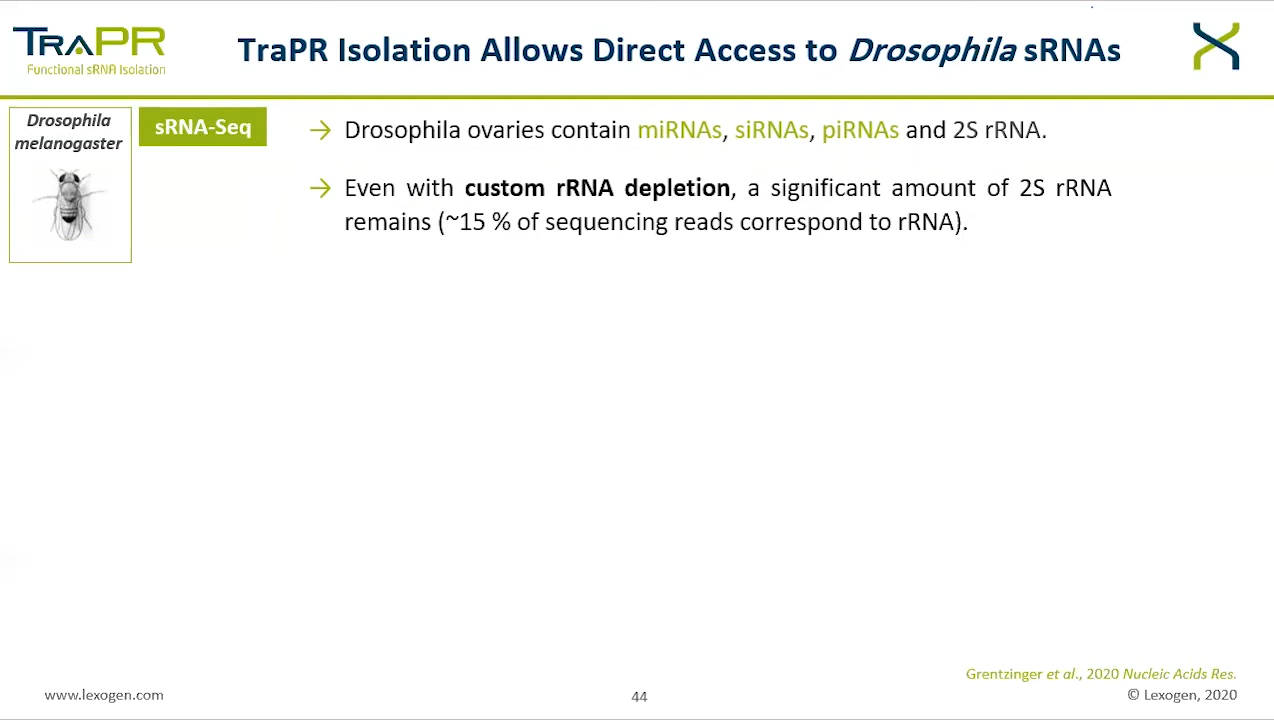 TRAPR
Functional sRNA Isolation
TraPR Isolation Allows Direct Access to Drosophila sRNAs
Drosophila
melanogaster
sRNA-Seq
→ Drosophila ovaries contain miRNAs, siRNAs, piRNAs and 2S rRNA.
→ Even with custom rRNA depletion, a significant amount of 2S rRNA
remains (~15 % of sequencing reads correspond to rRNA).
Grentzinger et al., 2020 Nucleic Acids Res.
www.lexogen.com
44
© Lexogen, 2020